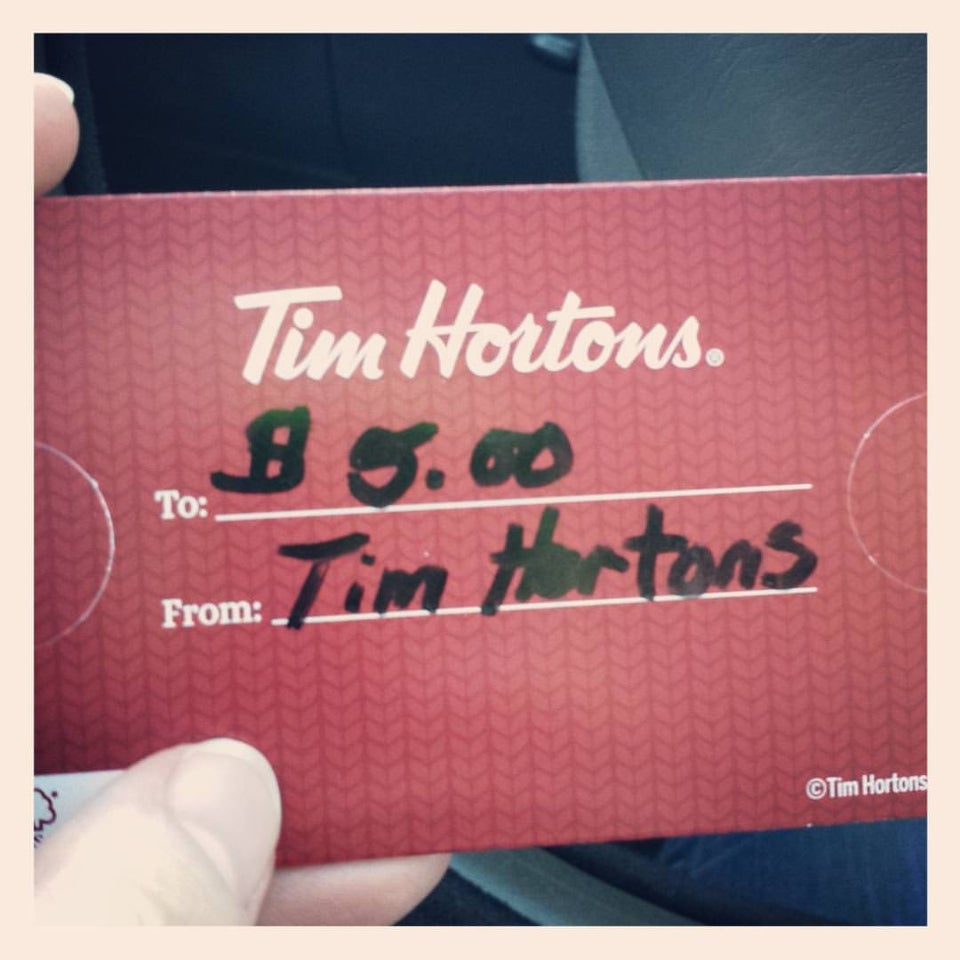 Tim Hortons®
To: $ 5.00
From: Tim Hortons
©Tim Hortons